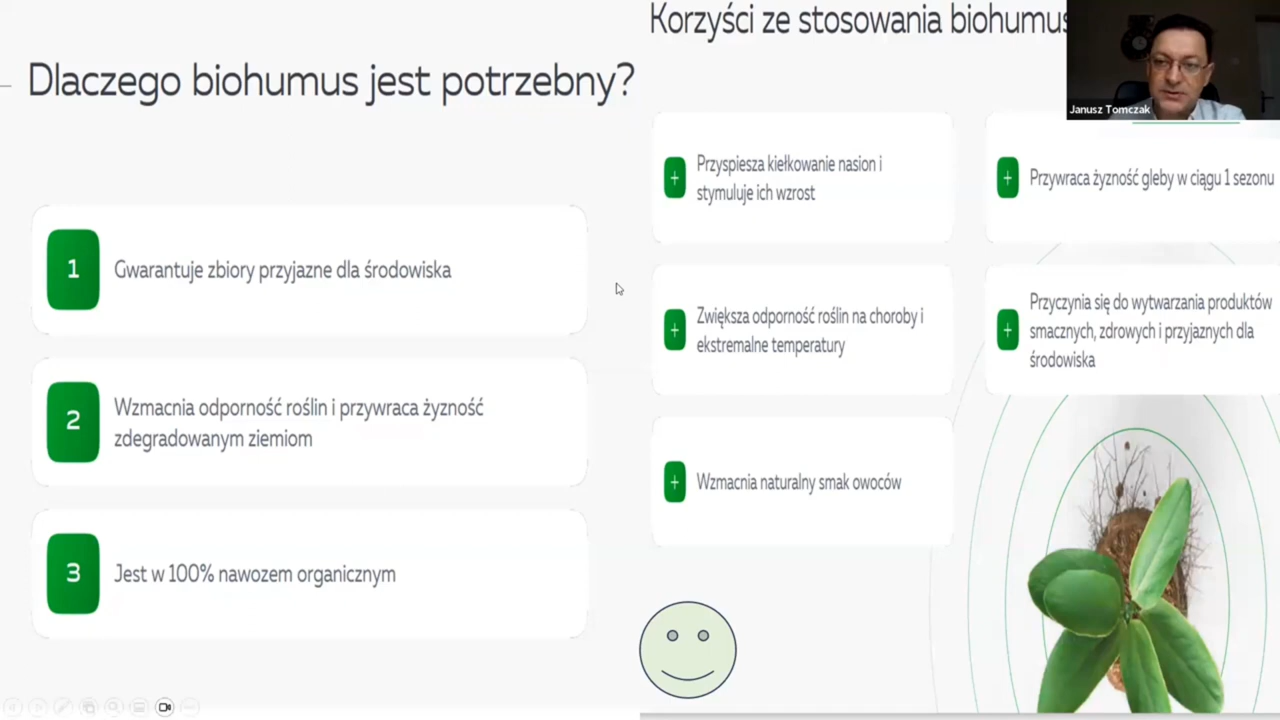 Dlaczego biohumus jest potrzebny?
1
Gwarantuje zbiory przyjazne dla środowiska
2
Wzmacnia odporność roślin i przywraca żyzność
zdegradowanym ziemiom
3
Jest w 100% nawozem organicznym
Korzyści ze stosowania biohumus
+
Przyspiesza kiełkowanie nasion i
stymuluje ich wzrost
+
Przywraca żyzność gleby w ciągu 1 sezonu
+
Zwiększa odporność roślin na choroby i
ekstremalne temperatury
+
Przyczynia się do wytwarzania produktów
smacznych, zdrowych i przyjaznych dla
środowiska
+
Wzmacnia naturalny smak owoców
Janusz Tomczak